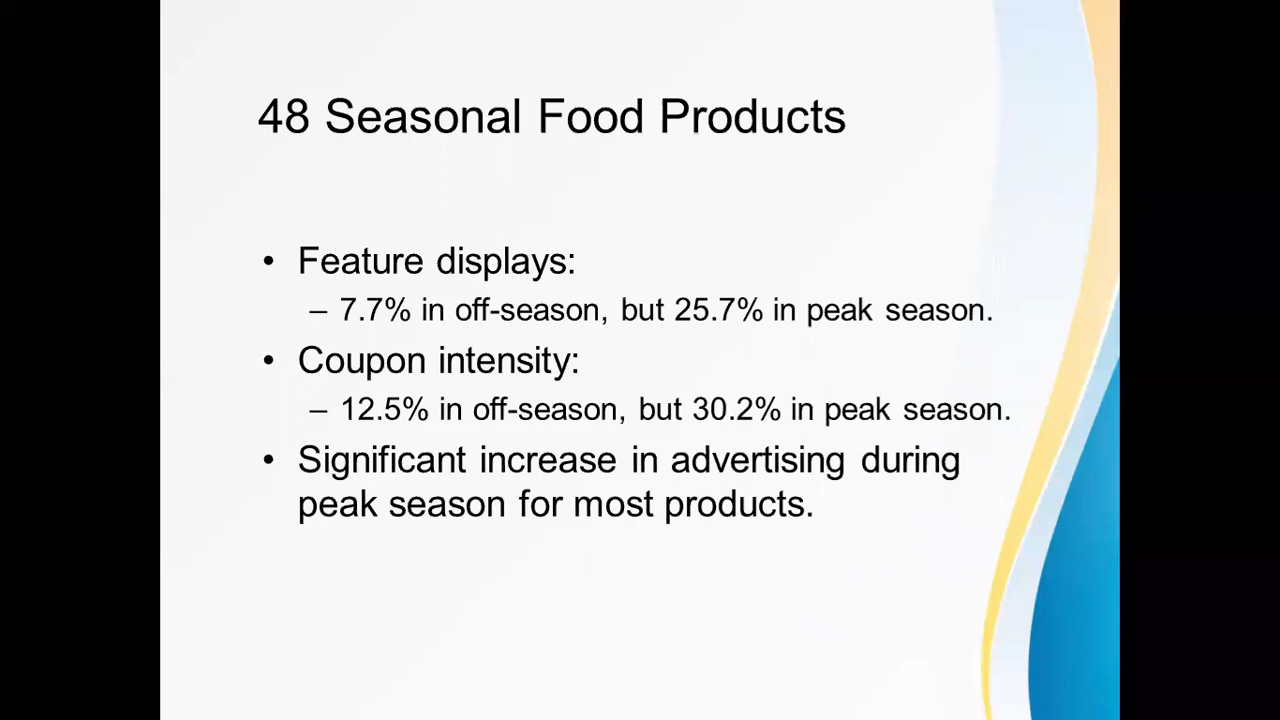 48 Seasonal Food Products
• Feature displays:
– 7.7% in off-season, but 25.7% in peak season.
• Coupon intensity:
– 12.5% in off-season, but 30.2% in peak season.
• Significant increase in advertising during
peak season for most products.